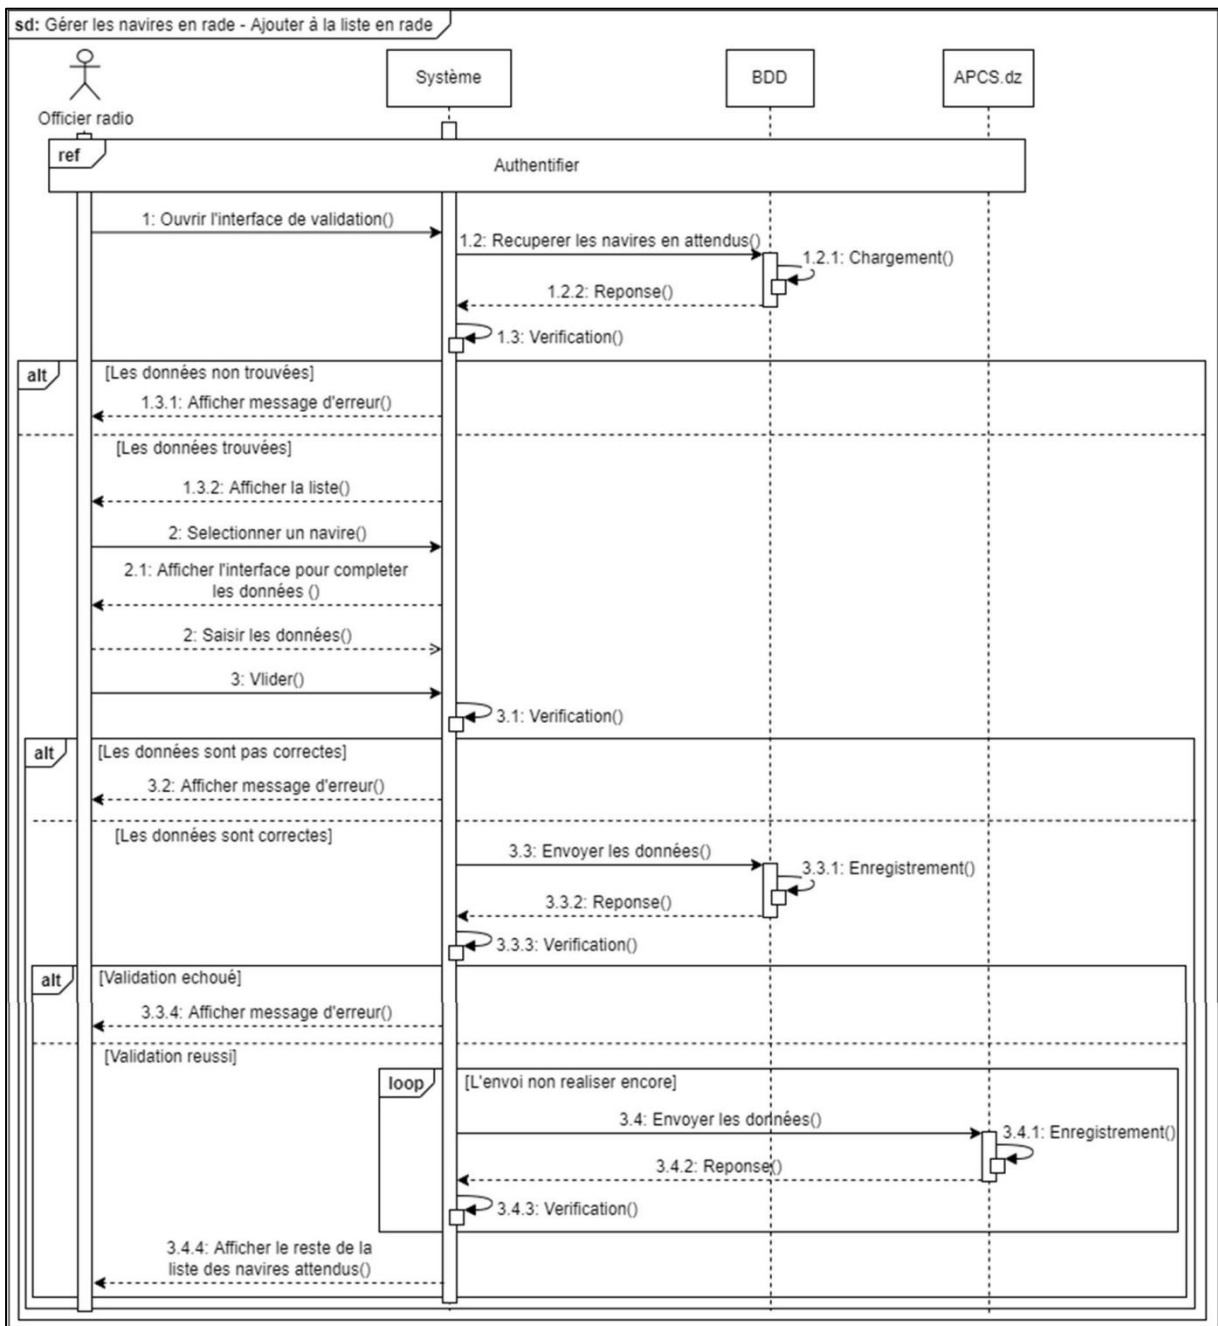 sd: Gérer les navires en rade - Ajouter à la liste en rade
Système
BDD
APCS.dz
Officier radio
ref
Authentifier
1: Ouvrir l'interface de validation()
1.2: Recuperer les navires en attendus()
1.2.1: Chargement()
1.2.2: Reponse()
1.3: Verification()
alt
[Les données non trouvées]
1.3.1: Afficher message d'erreur()
[Les données trouvées]
1.3.2: Afficher la liste()
2: Selectionner un navire()
2.1: Afficher l'interface pour completer
les données ()
2: Saisir les données()
3: Vlider()
3.1: Verification()
alt
[Les données sont pas correctes]
3.2: Afficher message d'erreur()
[Les données sont correctes]
3.3: Envoyer les données()
3.3.1: Enregistrement()
3.3.2: Reponse()
3.3.3: Verification()
alt
[Validation echoué]
3.3.4: Afficher message d'erreur()
[Validation reussi]
loop
[L'envoi non realiser encore]
3.4: Envoyer les données()
3.4.1: Enregistrement()
3.4.2: Reponse()
3.4.3: Verification()
3.4.4: Afficher le reste de la
liste des navires attendus()